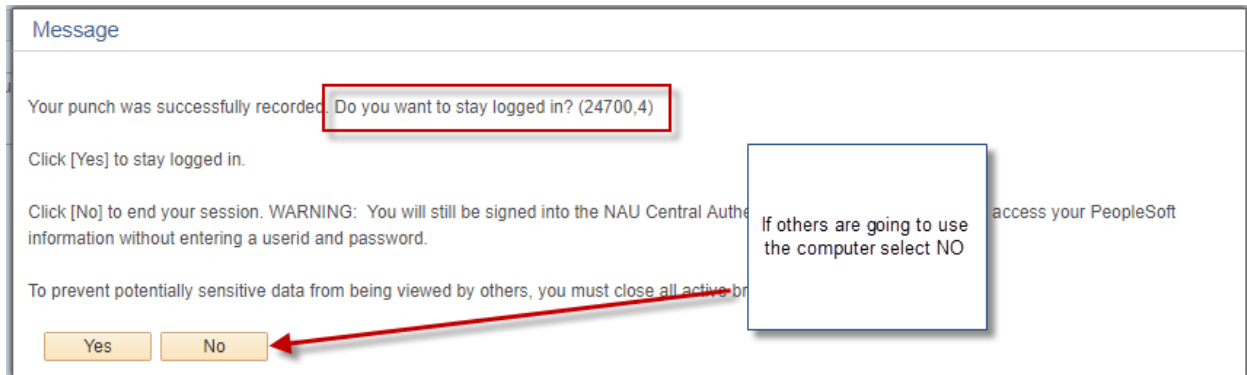 Message
Your punch was successfully recorded. Do you want to stay logged in? (24700,4)
Click [Yes] to stay logged in.
Click [No] to end your session. WARNING: You will still be signed into the NAU Central access your PeopleSoft
information without entering a userid and password.
To prevent potentially sensitive data from being viewed by others, you must close all active
If others are going to use
the computer select NO
Yes No